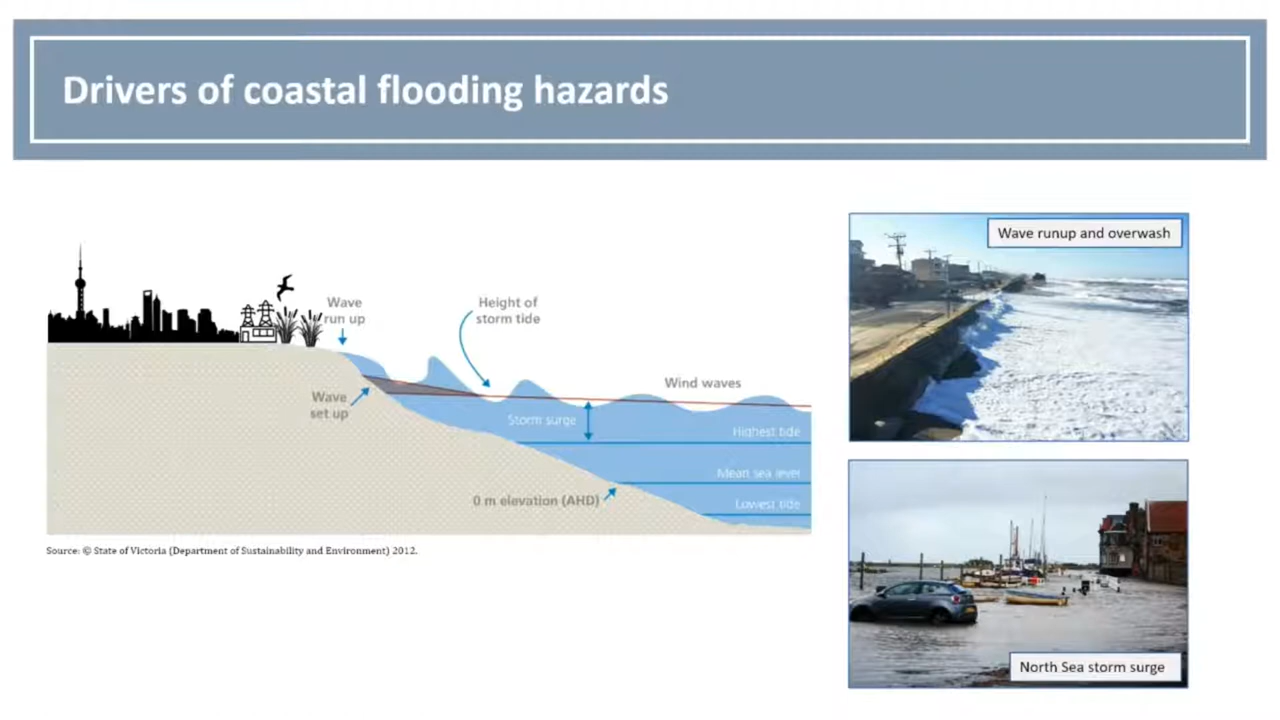 Drivers of coastal flooding hazards
Wave
run up
Height of
storm tide
Wind waves
Wave
set up
Storm surge
Highest tide
Mean sea level
0 m elevation (AHD)
Lowest tide
Source: © State of Victoria (Department of Sustainability and Environment) 2012.
Wave runup and overwash
North Sea storm surge